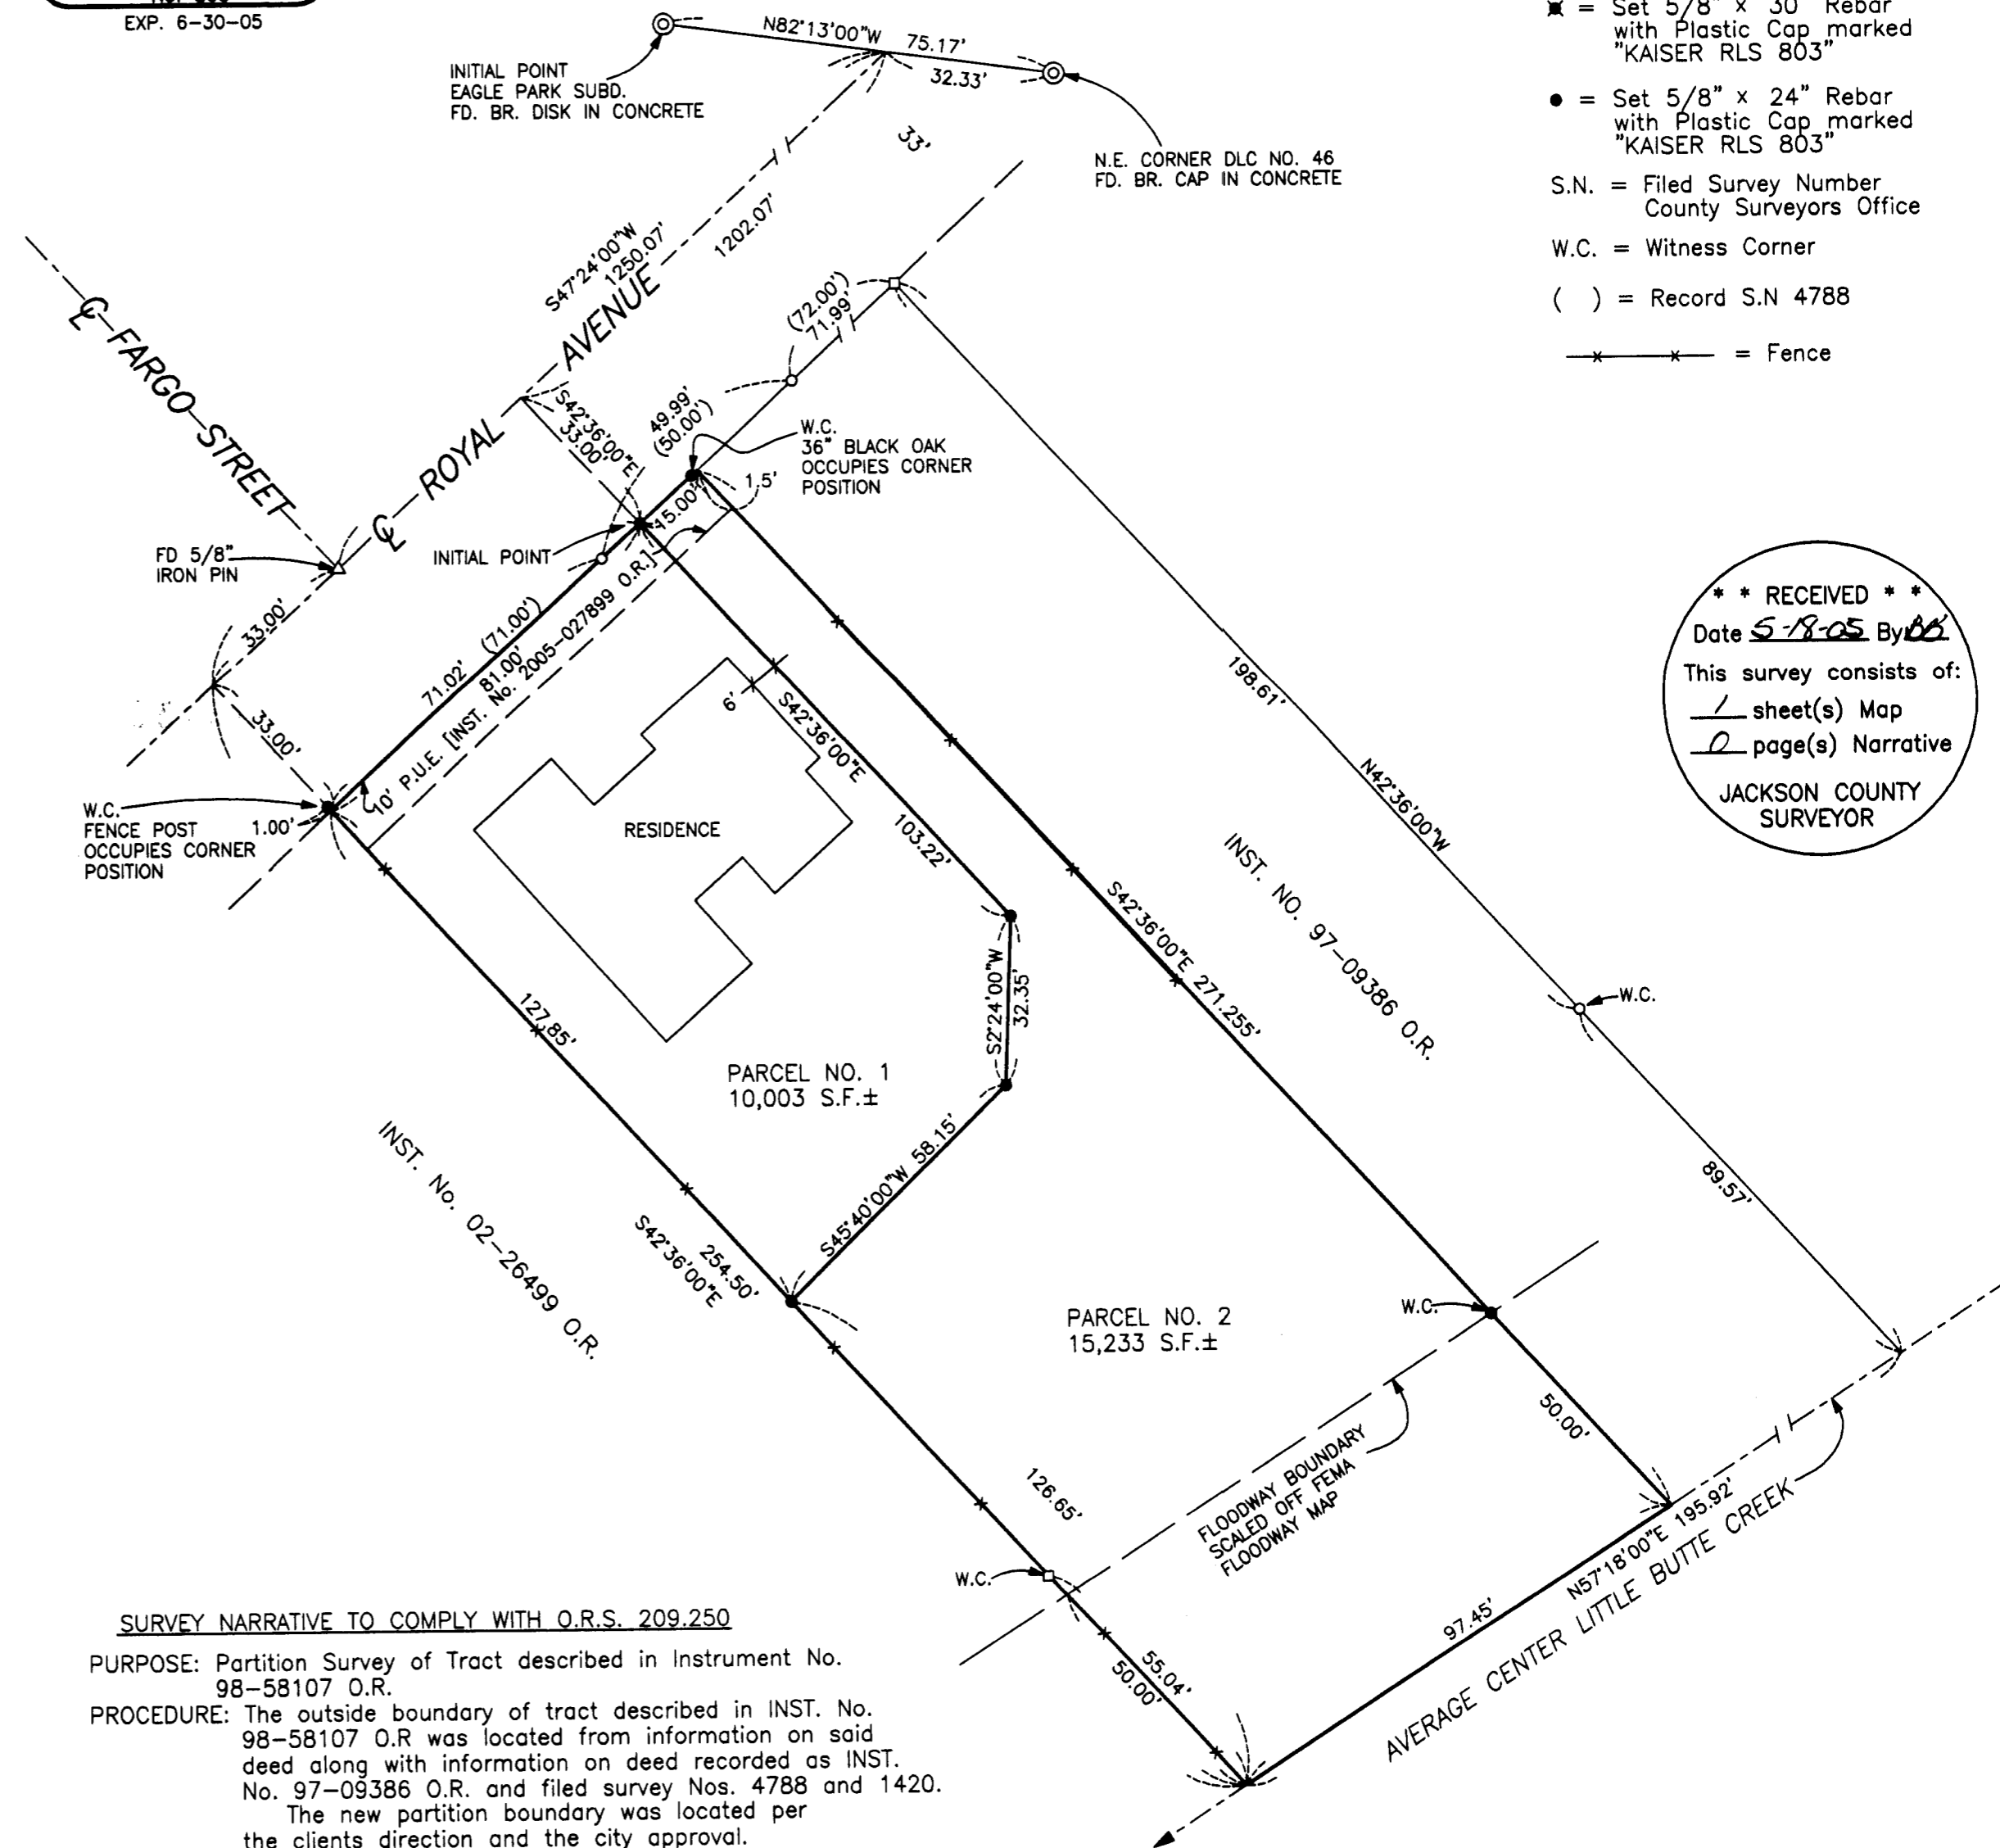 EXP. 6-30-05
INITIAL POINT
EAGLE PARK SUBD.
FD. BR. DISK IN CONCRETE
N82°13'00"W 75.17'
32.33'
N.E. CORNER DLC NO. 46
FD. BR. CAP IN CONCRETE
33'
= Set 5/8" x 30" Rebar
with Plastic Cap marked
"KAISER RLS 803"
● = Set 5/8" x 24" Rebar
with Plastic Cap marked
"KAISER RLS 803"
S.N. = Filed Survey Number
County Surveyors Office
W.C. = Witness Corner
( ) = Record S.N 4788
= Fence
S47°24'00"W
1250.07'
1202.07'
℄ FARGO STREET
℄ ROYAL AVENUE
(72.00')
71.99'
S42°36'00"E
33.00'
49.99'
(50.00')
W.C.
36" BLACK OAK
OCCUPIES CORNER
POSITION
1.5'
15.00'
FD 5/8"
IRON PIN
INITIAL POINT
33.00'
33.00'
71.02' (71.00')
81.00'
10' P.U.E. [INST. No. 2005-027899 O.R.]
W.C.
FENCE POST
OCCUPIES CORNER
POSITION
1.00'
RESIDENCE
6'
S42°36'00"E
103.22'
S2°24'00"W
32.35'
S45°40'00"W 58.15'
127.85'
PARCEL NO. 1
10,003 S.F.±
S42°36'00"E 271.255'
198.61'
N42°36'00"W
INST. NO. 97-09386 O.R.
W.C.
89.57'
* * RECEIVED * *
Date 5-18-05 By BB
This survey consists of:
1 sheet(s) Map
0 page(s) Narrative
JACKSON COUNTY
SURVEYOR
INST. No. 02-26499 O.R.
254.50'
S42°36'00"E
PARCEL NO. 2
15,233 S.F.±
W.C.
50.00'
126.65'
FLOODWAY BOUNDARY
SCALED OFF FEMA
FLOODWAY MAP
W.C.
55.04'
50.00'
97.45'
N57°18'00"E 195.92'
AVERAGE CENTER LITTLE BUTTE CREEK
SURVEY NARRATIVE TO COMPLY WITH O.R.S. 209.250
PURPOSE: Partition Survey of Tract described in Instrument No.
98-58107 O.R.
PROCEDURE: The outside boundary of tract described in INST. No.
98-58107 O.R was located from information on said
deed along with information on deed recorded as INST.
No. 97-09386 O.R. and filed survey Nos. 4788 and 1420.
The new partition boundary was located per
the clients direction and the city approval.